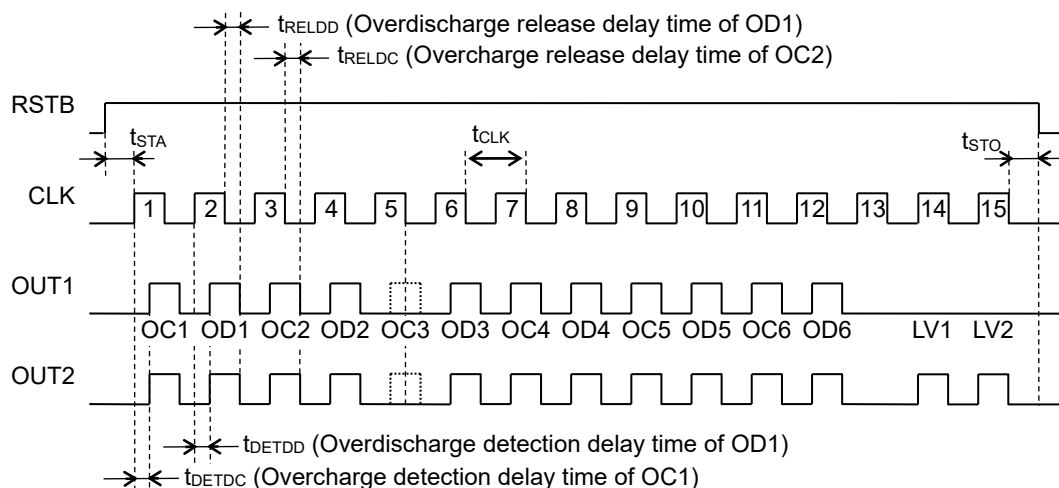 tRELDD (Overdischarge release delay time of OD1)
tRELDC (Overcharge release delay time of OC2)
RSTB
tSTA
tCLK
tSTO
CLK
1 2 3 4 5 6 7 8 9 10 11 12 13 14 15
OUT1
OC1 OD1 OC2 OD2 OC3 OD3 OC4 OD4 OC5 OD5 OC6 OD6 LV1 LV2
OUT2
tDETDD (Overdischarge detection delay time of OD1)
tDETDC (Overcharge detection delay time of OC1)